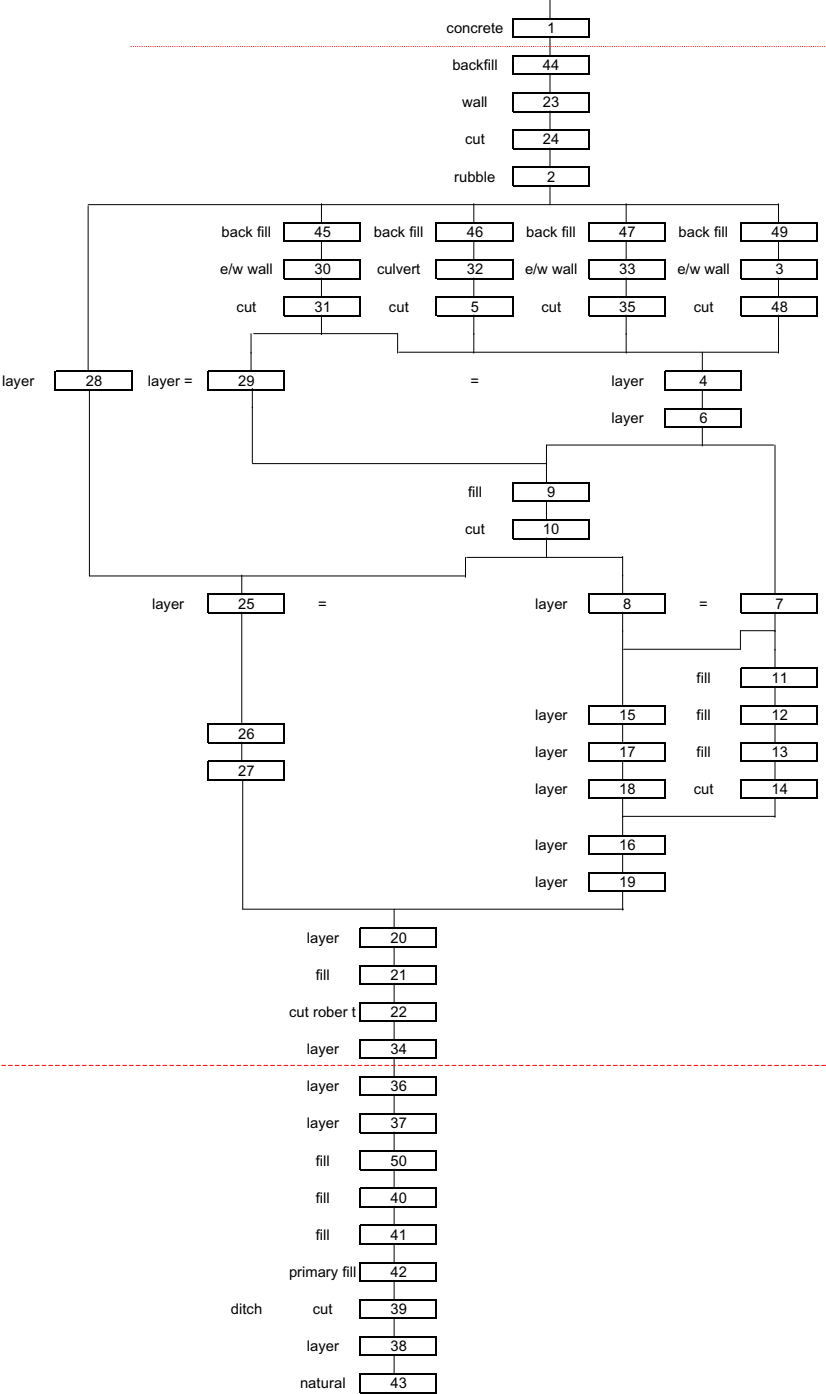 concrete 1
backfill 44
wall 23
cut 24
rubble 2
back fill 45 back fill 46 back fill 47 back fill 49
e/w wall 30 culvert 32 e/w wall 33 e/w wall 3
cut 31 cut 5 cut 35 cut 48
layer 28 layer = 29 = layer 4
layer 6
fill 9
cut 10
layer 25 = layer 8 = 7
fill 11
layer 15 fill 12
26
layer 17 fill 13
27
layer 18 cut 14
layer 16
layer 19
layer 20
fill 21
cut rober t 22
layer 34
layer 36
layer 37
fill 50
fill 40
fill 41
primary fill 42
ditch cut 39
layer 38
natural 43